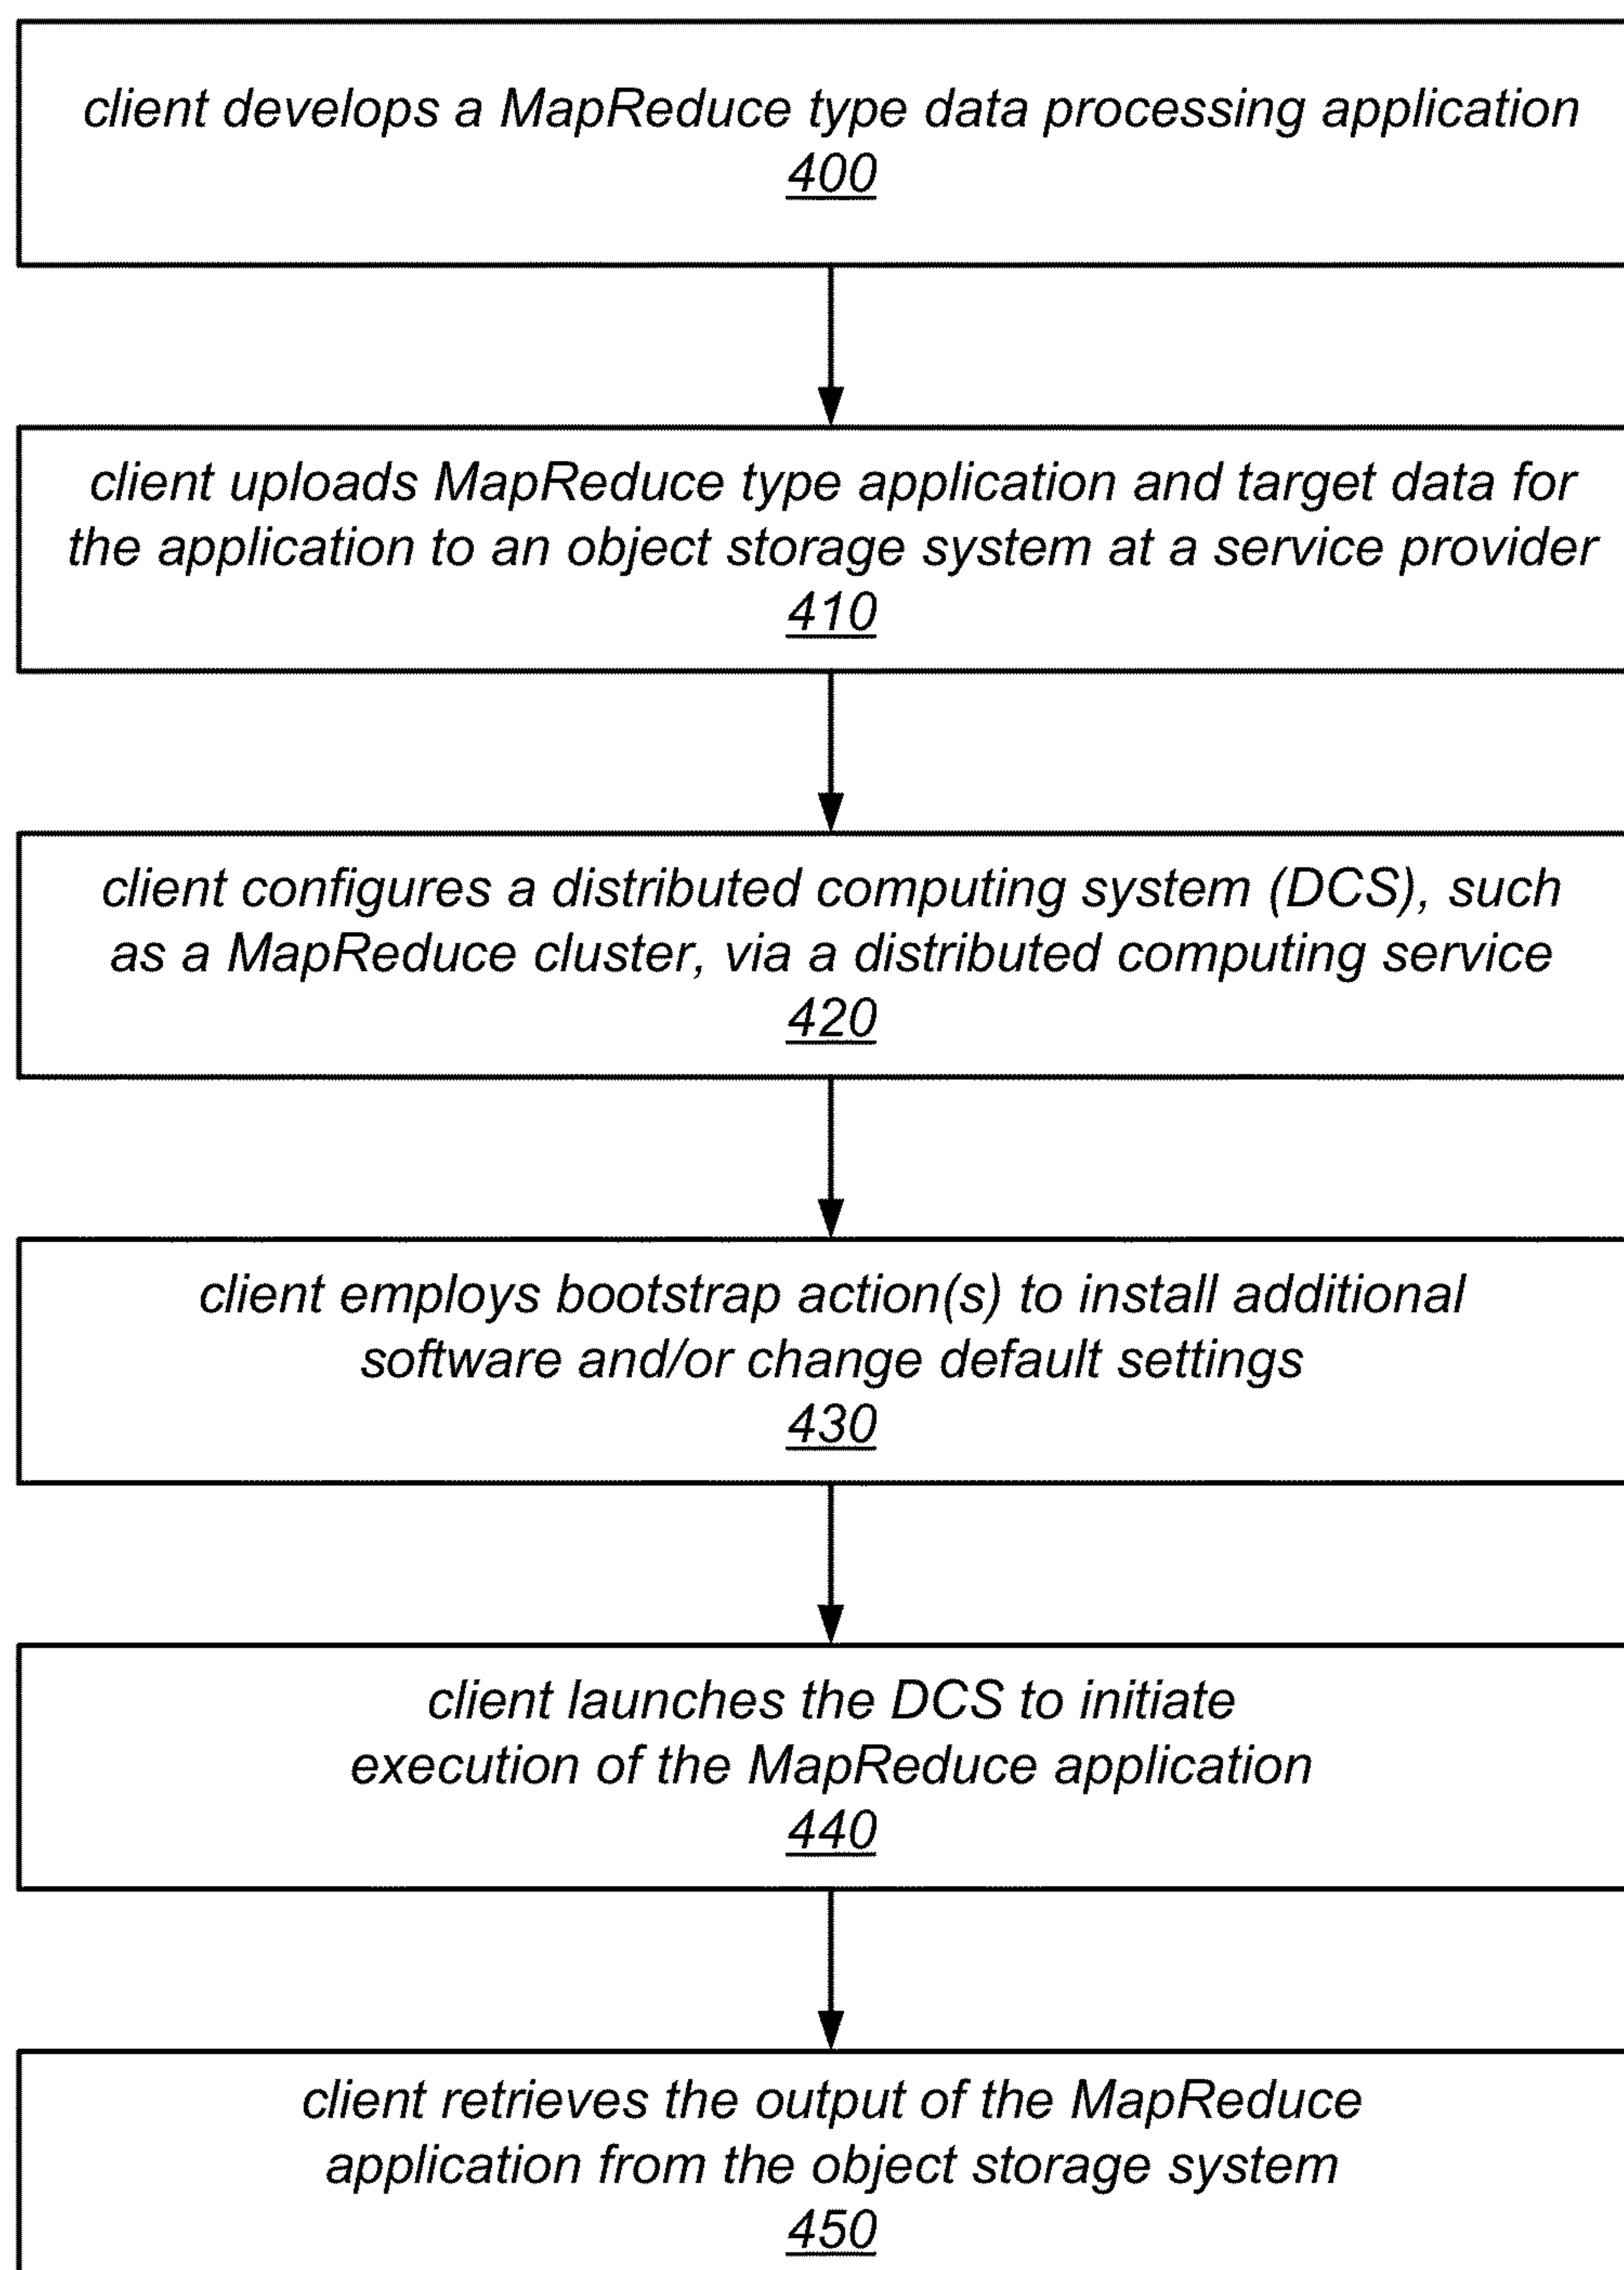 client develops a MapReduce type data processing application
400
client uploads MapReduce type application and target data for
the application to an object storage system at a service provider
410
client configures a distributed computing system (DCS), such
as a MapReduce cluster, via a distributed computing service
420
client employs bootstrap action(s) to install additional
software and/or change default settings
430
client launches the DCS to initiate
execution of the MapReduce application
440
client retrieves the output of the MapReduce
application from the object storage system
450